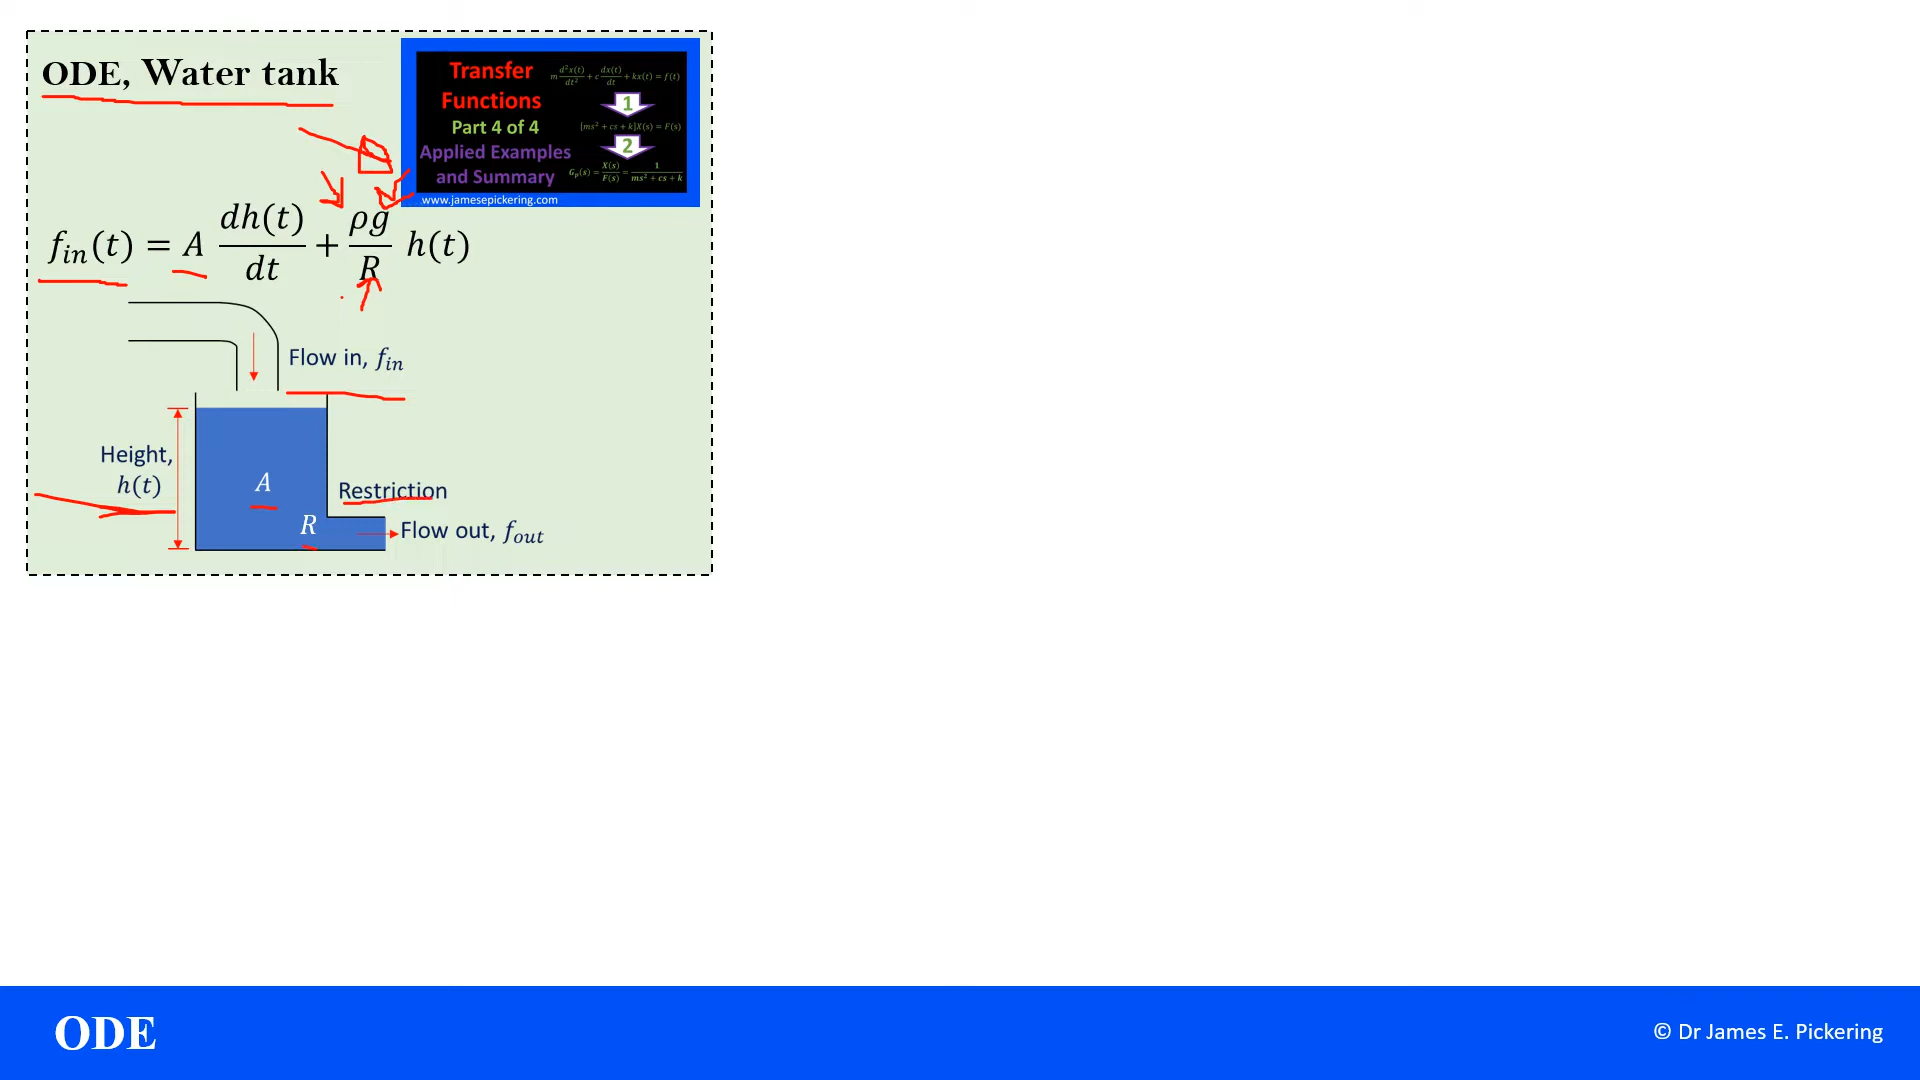 ODE, Water tank
Transfer
Functions
Part 4 of 4
Applied Examples
and Summary
m d²x(t)/dt² + c dx(t)/dt + kx(t) = f(t)
1
[ms² + cs + k]X(s) = F(s)
2
Gₚ(s) = X(s)/F(s) = 1/(ms² + cs + k)
www.jamesepickering.com
f_in(t) = A dh(t)/dt + ρg/R h(t)
Flow in, f_in
Height,
h(t)
A
Restriction
R
Flow out, f_out
ODE
© Dr James E. Pickering